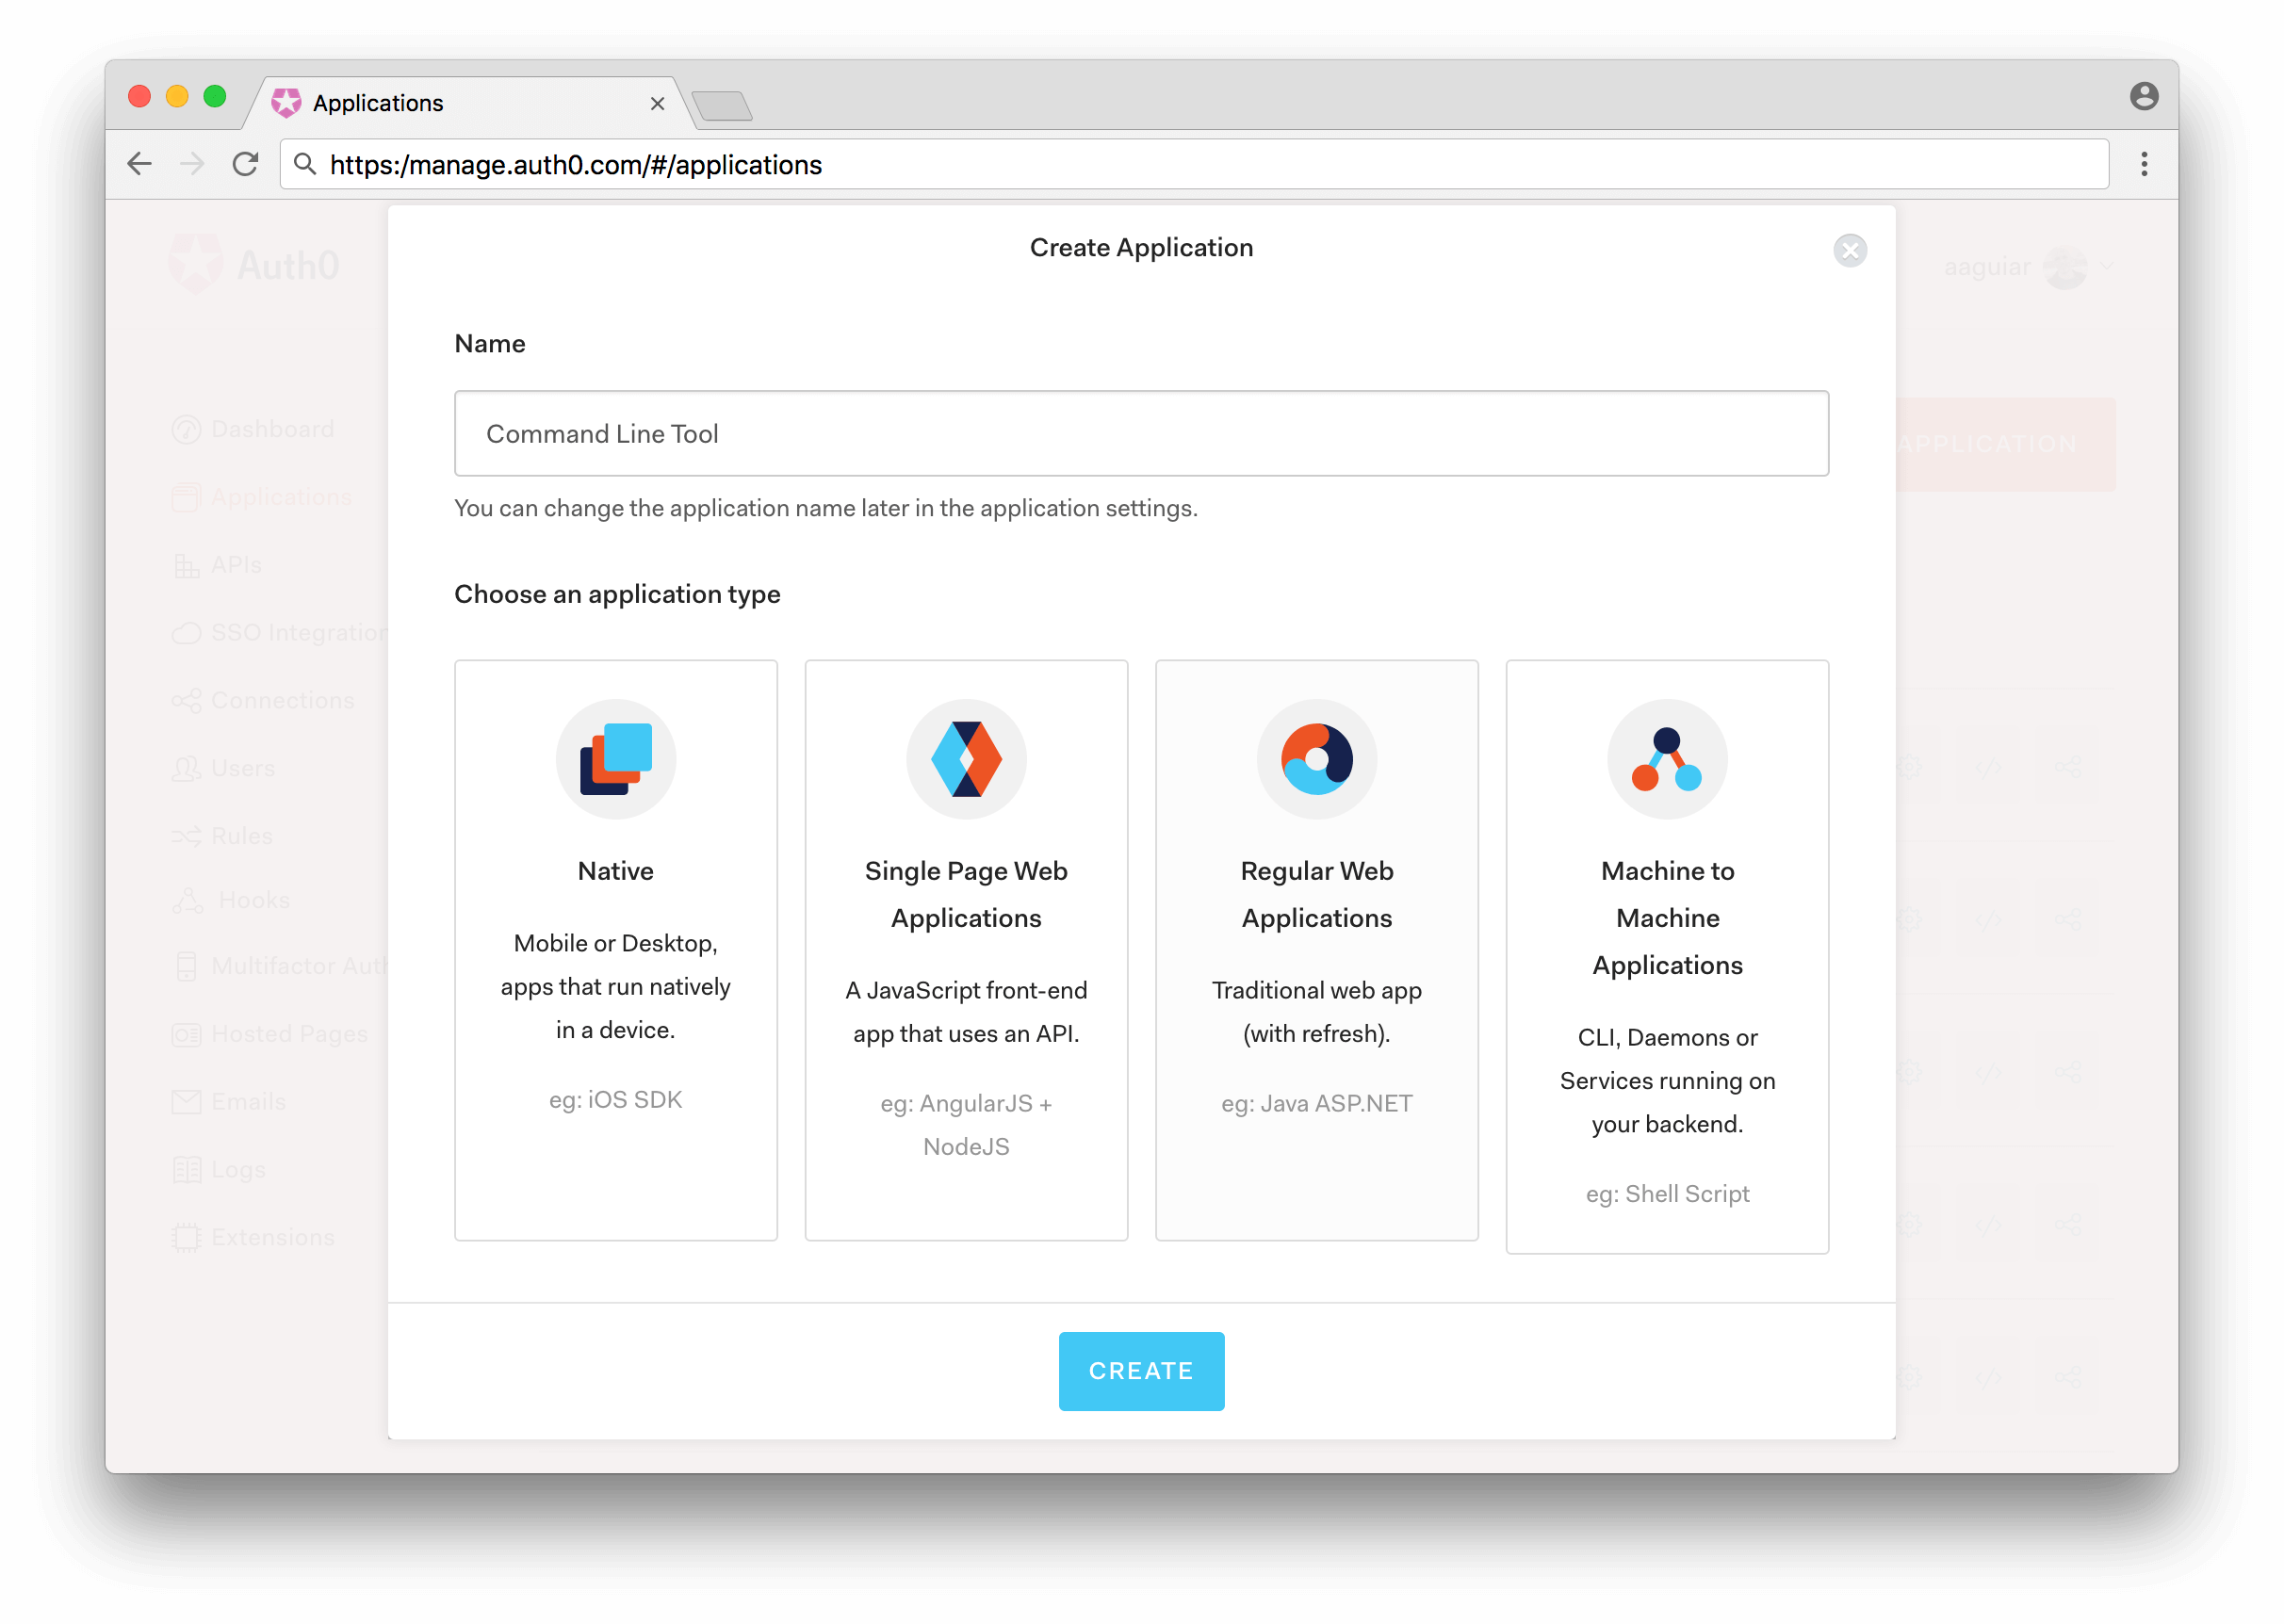 Applications
https:/manage.auth0.com/#/applications
Create Application
Auth0
aaguiar
Name
Command Line Tool
You can change the application name later in the application settings.
Dashboard
Applications
APIs
SSO Integration
Connections
Users
Rules
Hooks
Multifactor Auth
Hosted Pages
Emails
Logs
Extensions
APPLICATION
Choose an application type
Native
Mobile or Desktop,
apps that run natively
in a device.
eg: iOS SDK
Single Page Web
Applications
A JavaScript front-end
app that uses an API.
eg: AngularJS +
NodeJS
Regular Web
Applications
Traditional web app
(with refresh).
eg: Java ASP.NET
Machine to
Machine
Applications
CLI, Daemons or
Services running on
your backend.
eg: Shell Script
CREATE